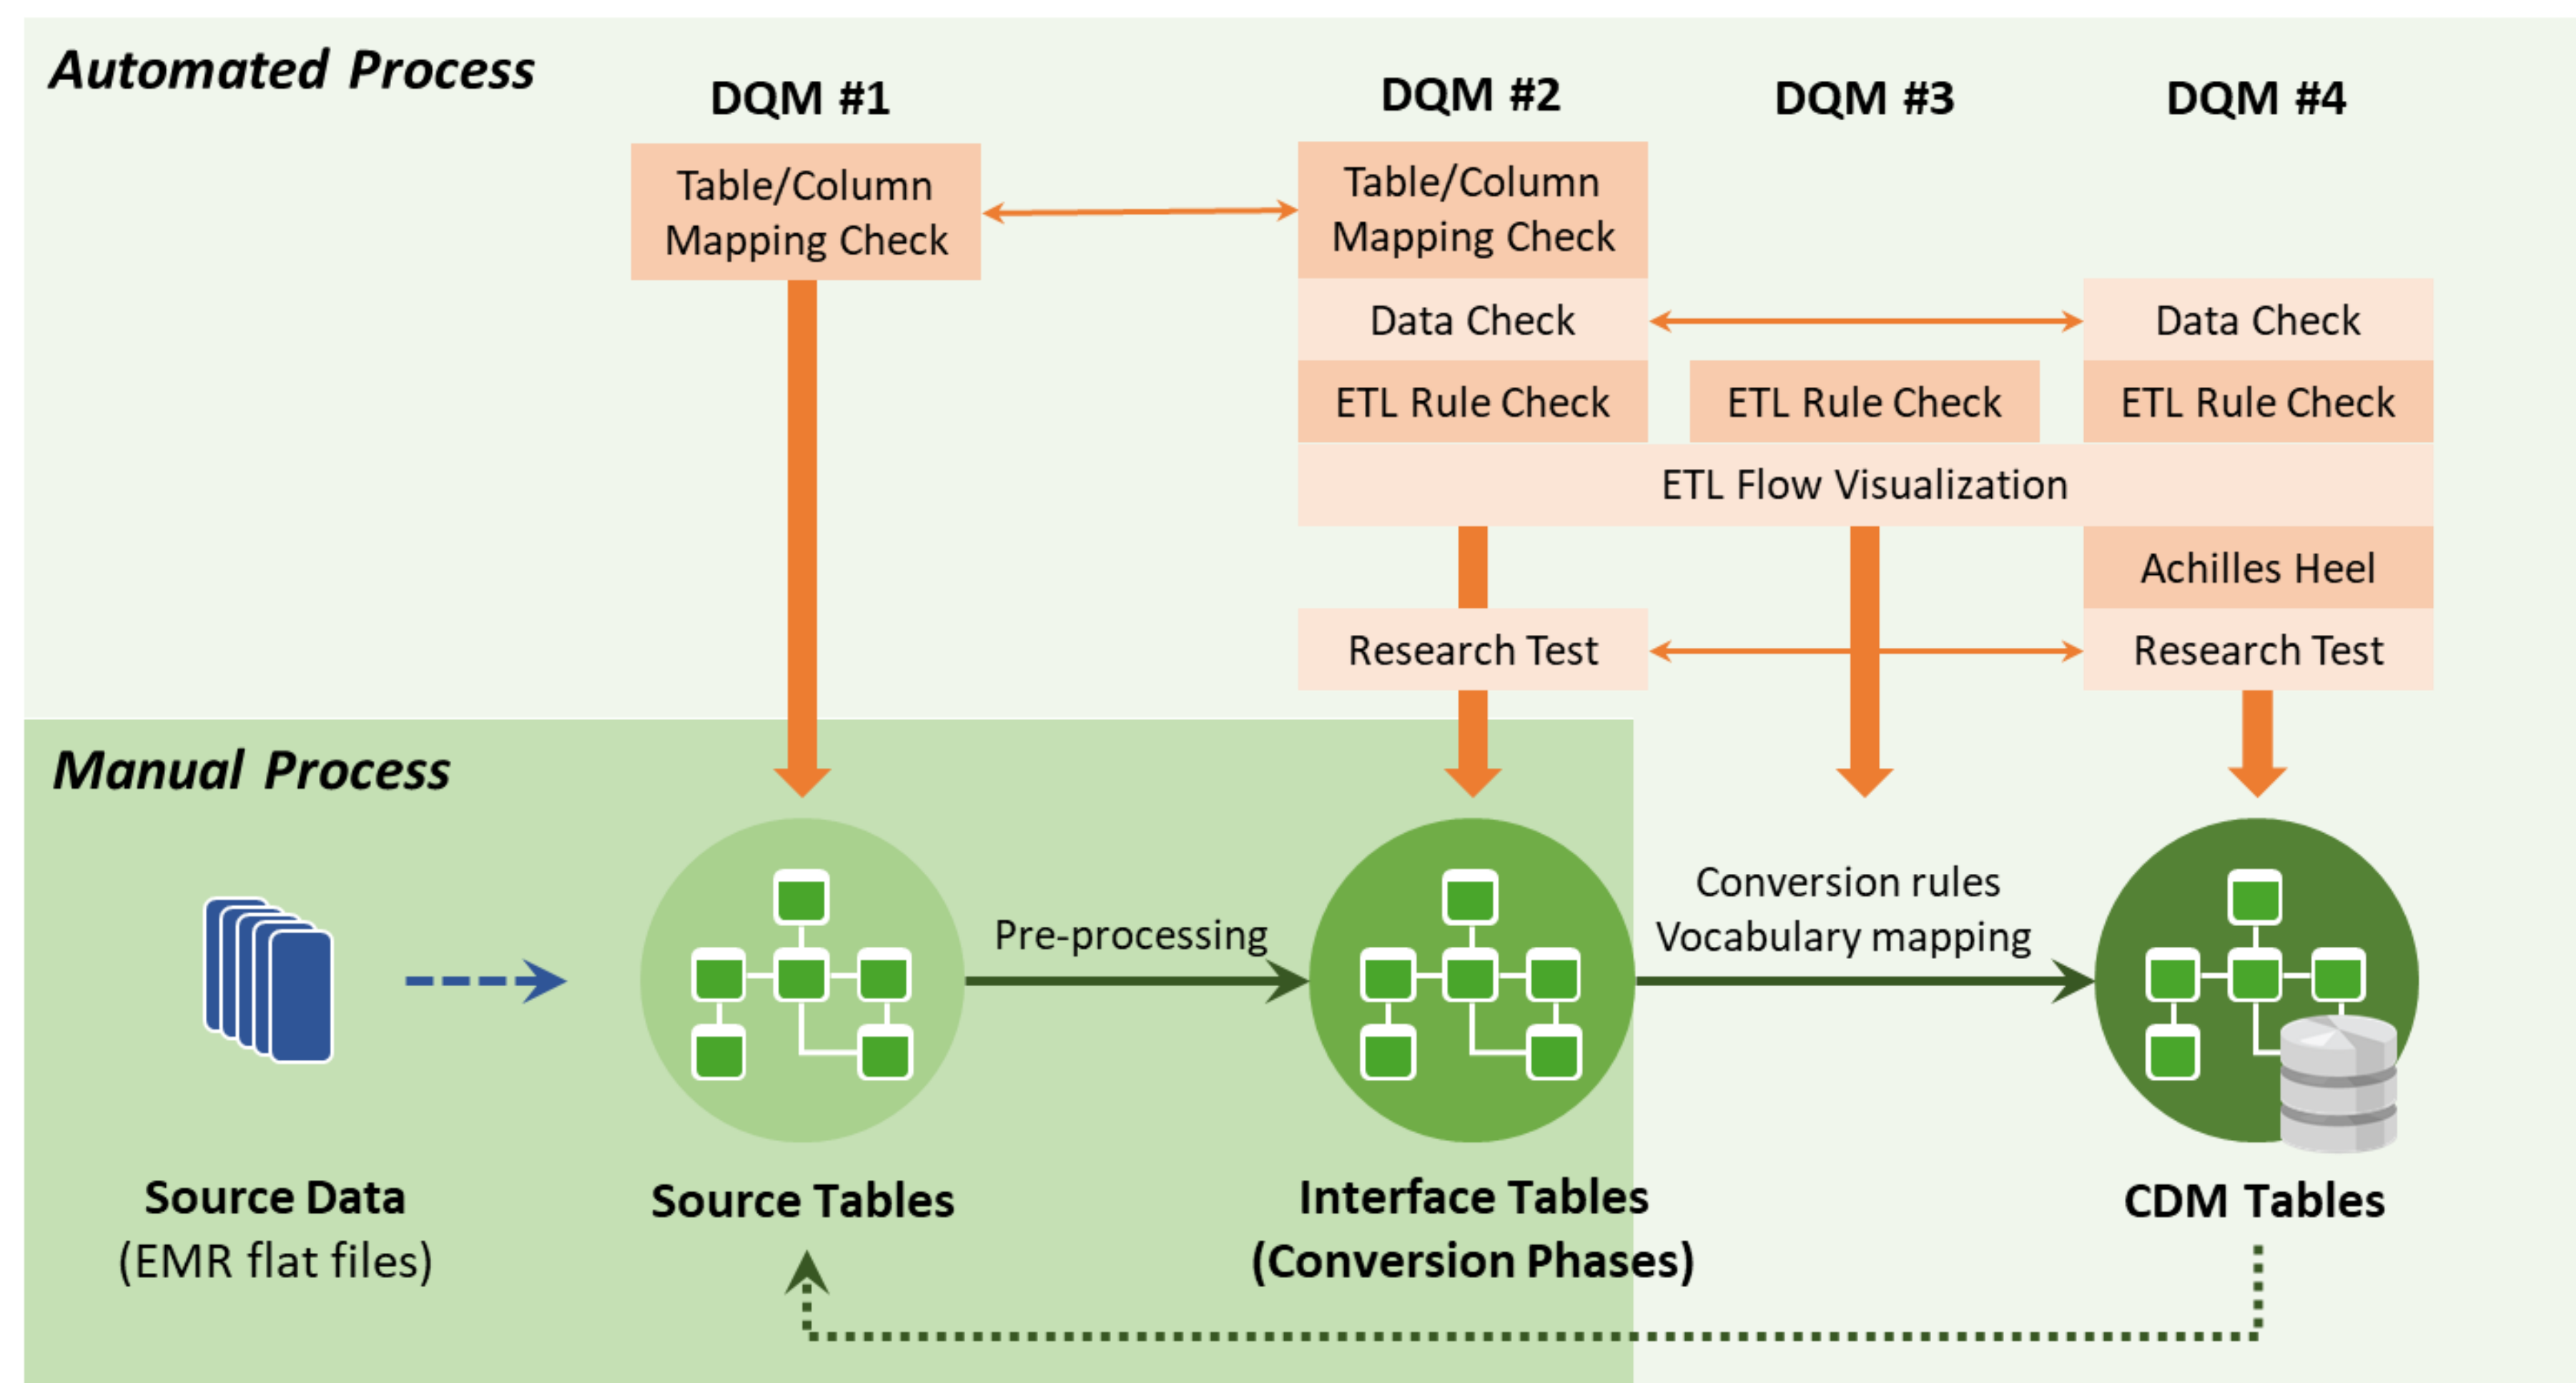 Automated Process
DQM #1
DQM #2
DQM #3
DQM #4
Table/Column
Mapping Check
Table/Column
Mapping Check
Data Check
Data Check
ETL Rule Check
ETL Rule Check
ETL Rule Check
ETL Flow Visualization
Achilles Heel
Research Test
Research Test
Manual Process
Pre-processing
Conversion rules
Vocabulary mapping
Source Data
(EMR flat files)
Source Tables
Interface Tables
(Conversion Phases)
CDM Tables